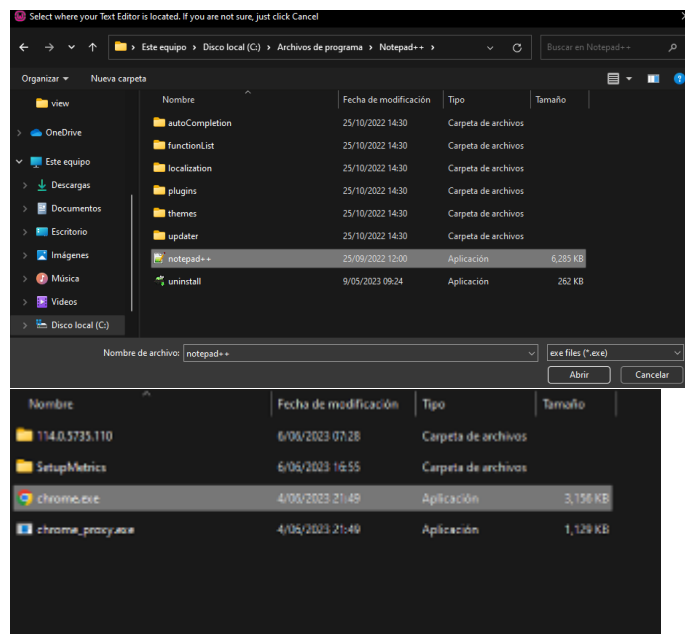 Select where your Text Editor is located. If you are not sure, just click Cancel
Este equipo > Disco local (C:) > Archivos de programa > Notepad++ >
Buscar en Notepad++
Organizar Nueva carpeta
view
OneDrive
Este equipo
Descargas
Documentos
Escritorio
Imágenes
Música
Videos
Disco local (C:)
Nombre Fecha de modificación Tipo Tamaño
autoCompletion 25/10/2022 14:30 Carpeta de archivos
functionList 25/10/2022 14:30 Carpeta de archivos
localization 25/10/2022 14:30 Carpeta de archivos
plugins 25/10/2022 14:30 Carpeta de archivos
themes 25/10/2022 14:30 Carpeta de archivos
updater 25/10/2022 14:30 Carpeta de archivos
notepad++ 25/09/2022 12:00 Aplicación 6,285 KB
uninstall 9/05/2023 09:24 Aplicación 262 KB
Nombre de archivo: notepad++ exe files (*.exe)
Abrir Cancelar
Nombre Fecha de modificación Tipo Tamaño
114.0.5735.110 6/06/2023 07:28 Carpeta de archivos
SetupMetrics 6/06/2023 16:55 Carpeta de archivos
chrome.exe 4/06/2023 21:49 Aplicación 3,156 KB
chrome_proxy.exe 4/06/2023 21:49 Aplicación 1,129 KB